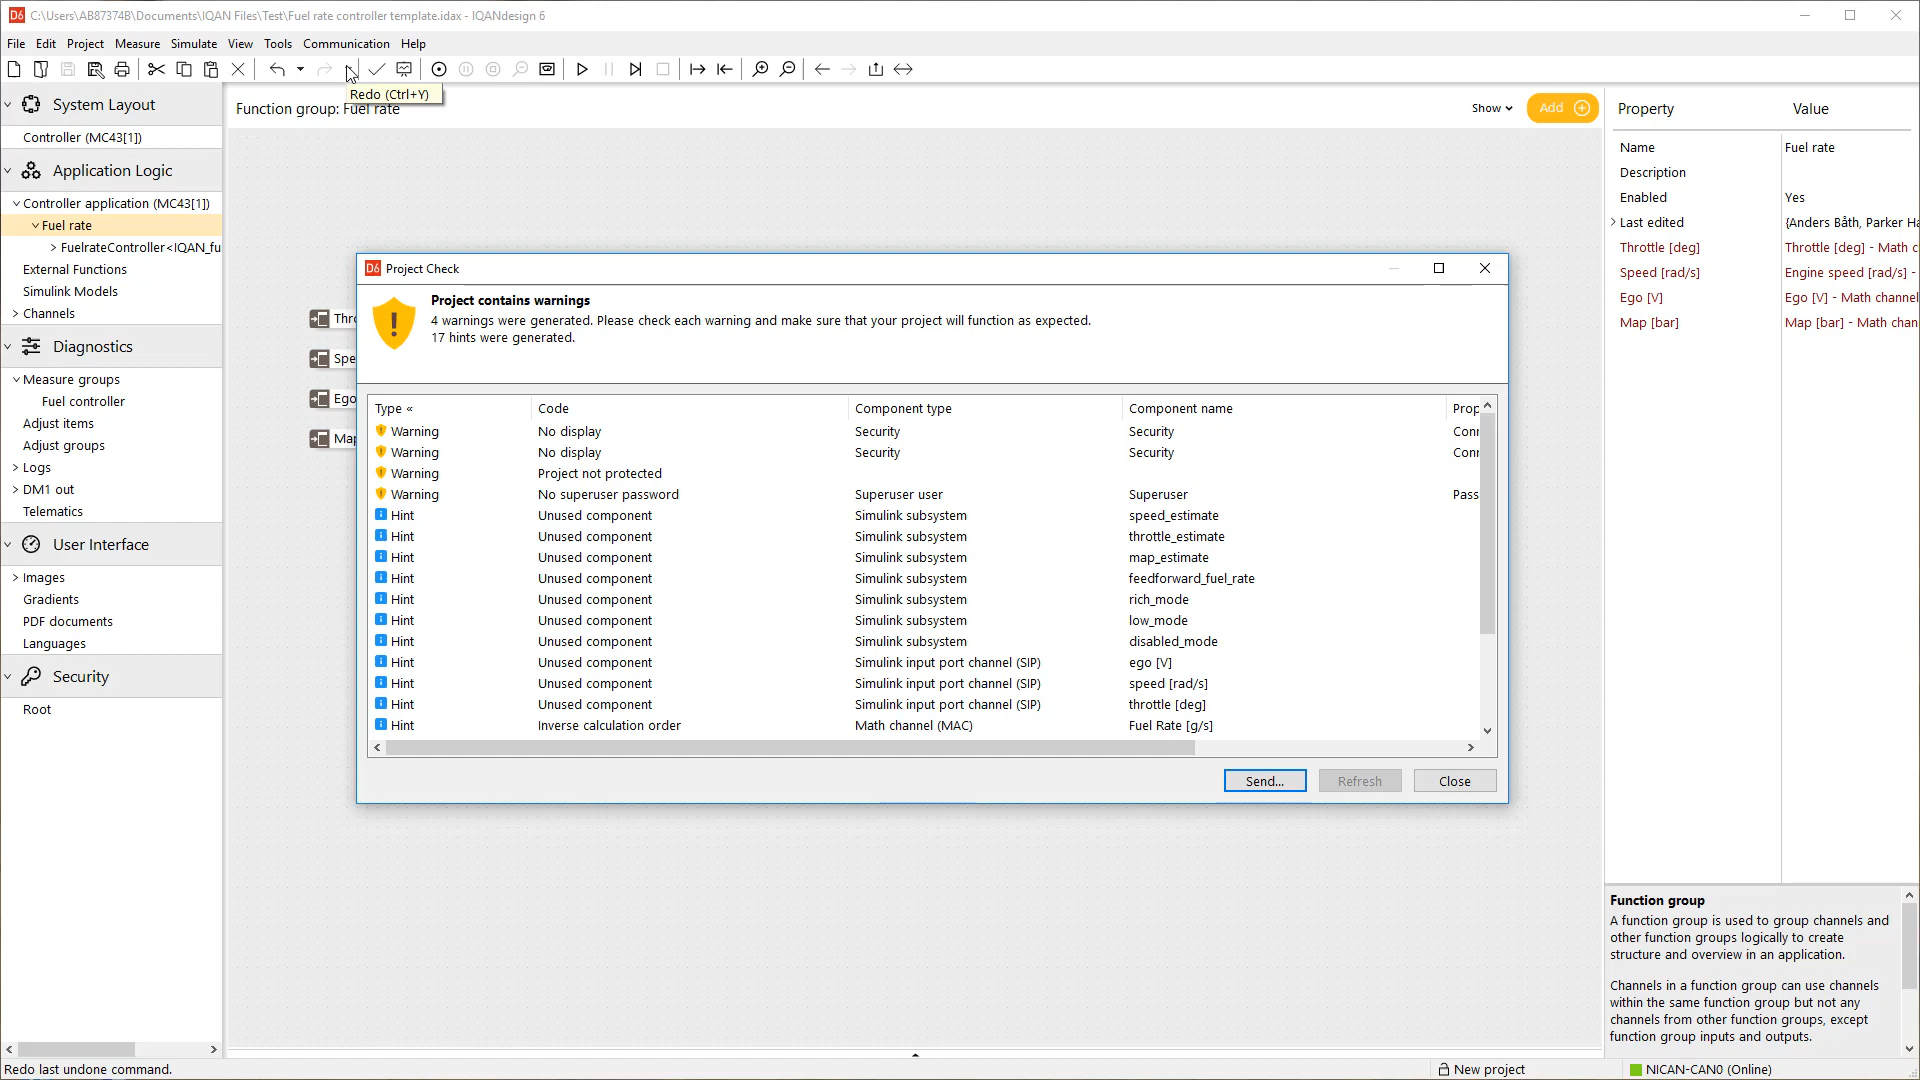 C:\Users\AB87374B\Documents\IQAN Files\Test\Fuel rate controller template.idax - IQANdesign 6
File Edit Project Measure Simulate View Tools Communication Help
Redo (Ctrl+Y)
System Layout
Controller (MC43[1])
Application Logic
Controller application (MC43[1])
Fuel rate
FuelrateController<IQAN_fu
External Functions
Simulink Models
Channels
Diagnostics
Measure groups
Fuel controller
Adjust items
Adjust groups
Logs
DM1 out
Telematics
User Interface
Images
Gradients
PDF documents
Languages
Security
Root
Function group: Fuel rate
Show
Add
Thro
Spe
Ego
Map
D6 Project Check
Project contains warnings
4 warnings were generated. Please check each warning and make sure that your project will function as expected.
17 hints were generated.
Type « Code Component type Component name Prop
Warning No display Security Security Conn
Warning No display Security Security Conn
Warning Project not protected
Warning No superuser password Superuser user Superuser Pass
Hint Unused component Simulink subsystem speed_estimate
Hint Unused component Simulink subsystem throttle_estimate
Hint Unused component Simulink subsystem map_estimate
Hint Unused component Simulink subsystem feedforward_fuel_rate
Hint Unused component Simulink subsystem rich_mode
Hint Unused component Simulink subsystem low_mode
Hint Unused component Simulink subsystem disabled_mode
Hint Unused component Simulink input port channel (SIP) ego [V]
Hint Unused component Simulink input port channel (SIP) speed [rad/s]
Hint Unused component Simulink input port channel (SIP) throttle [deg]
Hint Inverse calculation order Math channel (MAC) Fuel Rate [g/s]
Send... Refresh Close
Property Value
Name Fuel rate
Description
Enabled Yes
Last edited {Anders Båth, Parker Ha
Throttle [deg] Throttle [deg] - Math c
Speed [rad/s] Engine speed [rad/s] -
Ego [V] Ego [V] - Math channel
Map [bar] Map [bar] - Math chan
Function group
A function group is used to group channels and
other function groups logically to create
structure and overview in an application.
Channels in a function group can use channels
within the same function group but not any
channels from other function groups, except
function group inputs and outputs.
Redo last undone command.
New project
NICAN-CAN0 (Online)